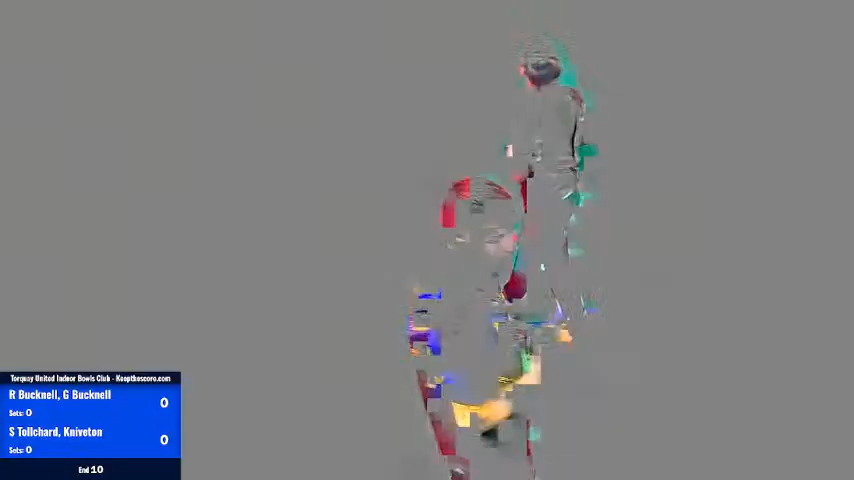 Torquay United Indoor Bowls Club - Keepthescore.com
R Bucknell, G Bucknell 0
Sets: 0
S Tollchard, Kniveton 0
Sets: 0
End 10